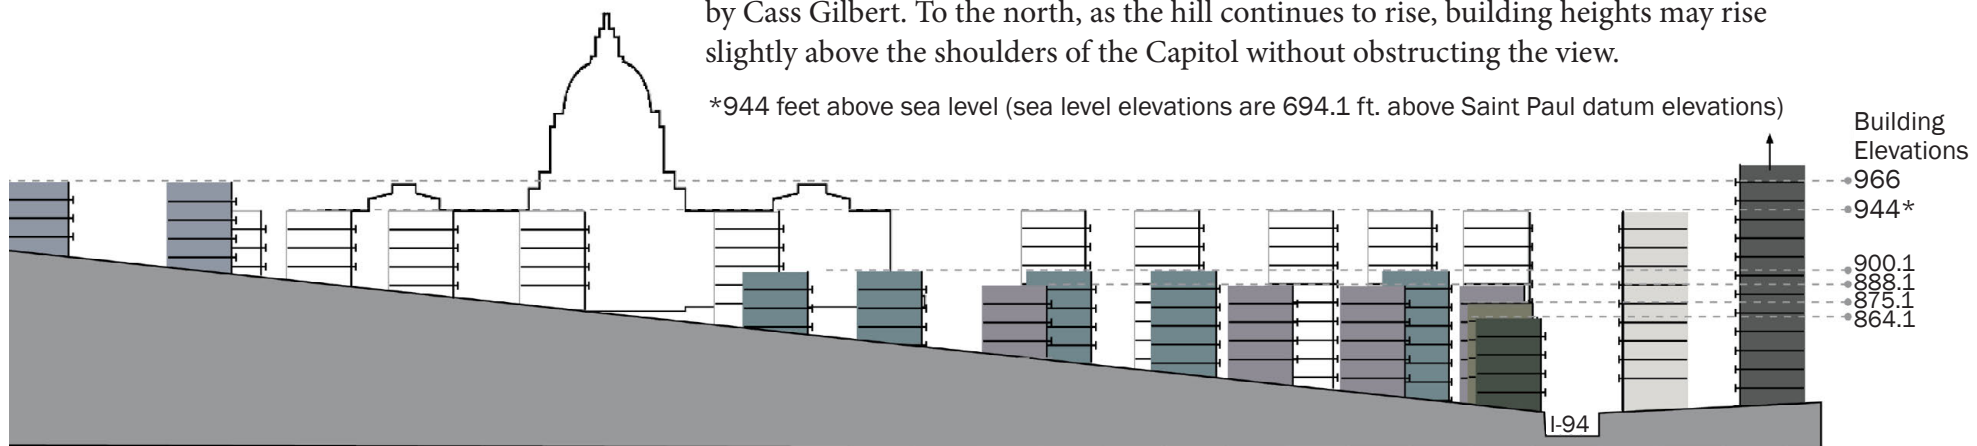 by Cass Gilbert. To the north, as the hill continues to rise, building heights may rise
slightly above the shoulders of the Capitol without obstructing the view.
*944 feet above sea level (sea level elevations are 694.1 ft. above Saint Paul datum elevations)
Building
Elevations
966
944*
900.1
888.1
875.1
864.1
I-94